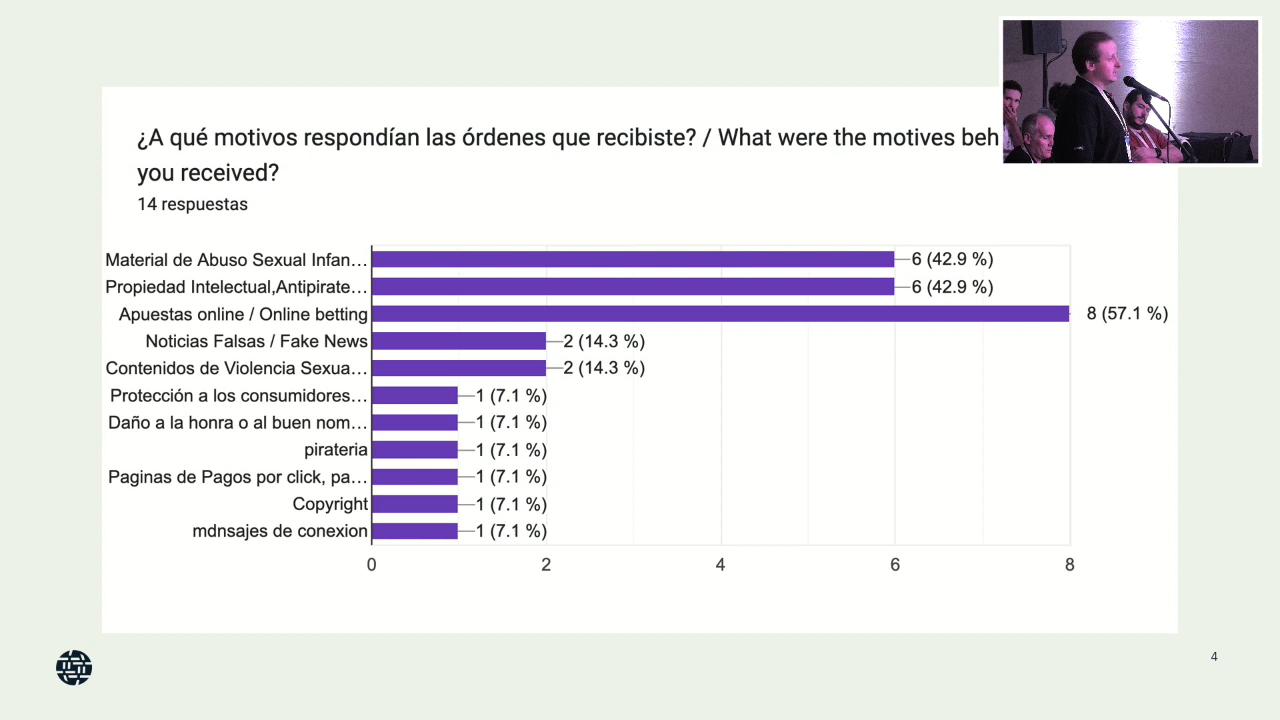 ¿A qué motivos respondían las órdenes que recibiste? / What were the motives beh
you received?
14 respuestas
Material de Abuso Sexual Infan… 6 (42.9 %)
Propiedad Intelectual,Antipirate… 6 (42.9 %)
Apuestas online / Online betting 8 (57.1 %)
Noticias Falsas / Fake News 2 (14.3 %)
Contenidos de Violencia Sexua… 2 (14.3 %)
Protección a los consumidores… 1 (7.1 %)
Daño a la honra o al buen nom… 1 (7.1 %)
pirateria 1 (7.1 %)
Paginas de Pagos por click, pa… 1 (7.1 %)
Copyright 1 (7.1 %)
mdnsajes de conexion 1 (7.1 %)
0 2 4 6 8
4